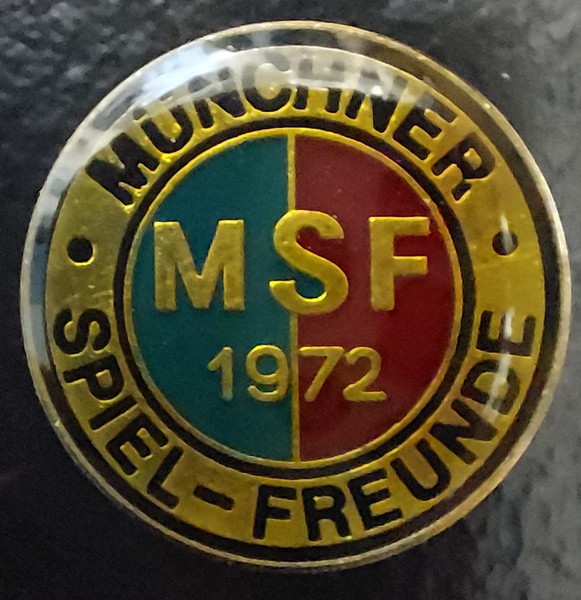 MÜNCHNER
MSF
1972
SPIEL-FREUNDE